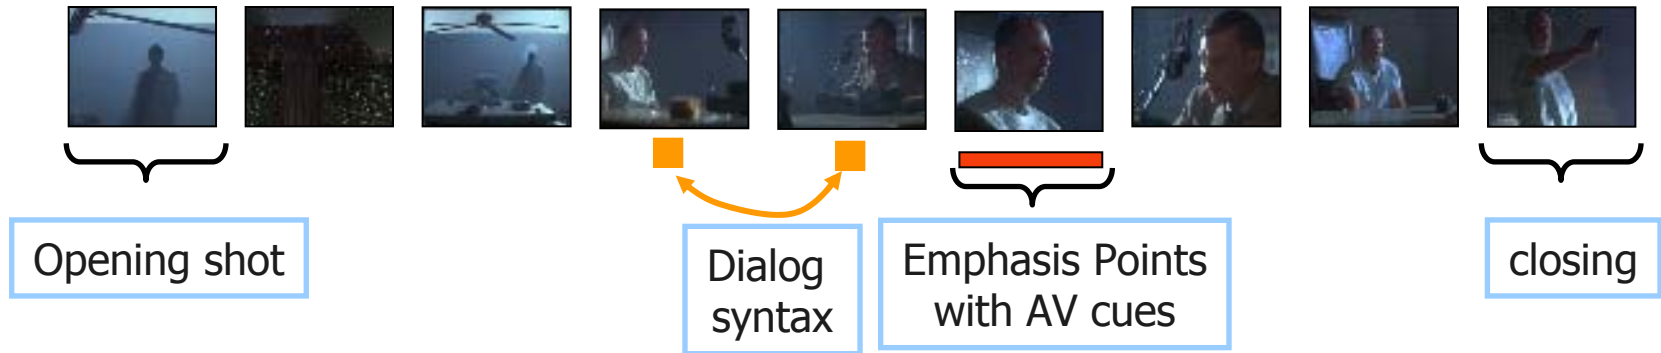 Opening shot
Dialog
syntax
Emphasis Points
with AV cues
closing